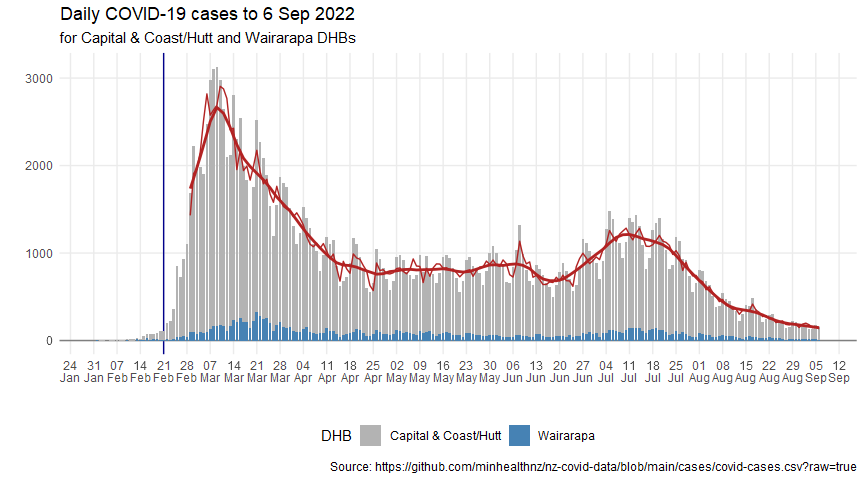 Daily COVID-19 cases to 6 Sep 2022
for Capital & Coast/Hutt and Wairarapa DHBs
3000
2000
1000
0
24 31 07 14 21 28 07 14 21 28 04 11 18 25 02 09 16 23 30 06 13 20 27 04 11 18 25 01 08 15 22 29 05 12
Jan Jan Feb Feb Feb Feb Mar Mar Mar Mar Apr Apr Apr Apr May May May May May Jun Jun Jun Jun Jul Jul Jul Jul Aug Aug Aug Aug Aug Sep Sep
DHB Capital & Coast/Hutt Wairarapa
Source: https://github.com/minhealthnz/nz-covid-data/blob/main/cases/covid-cases.csv?raw=true